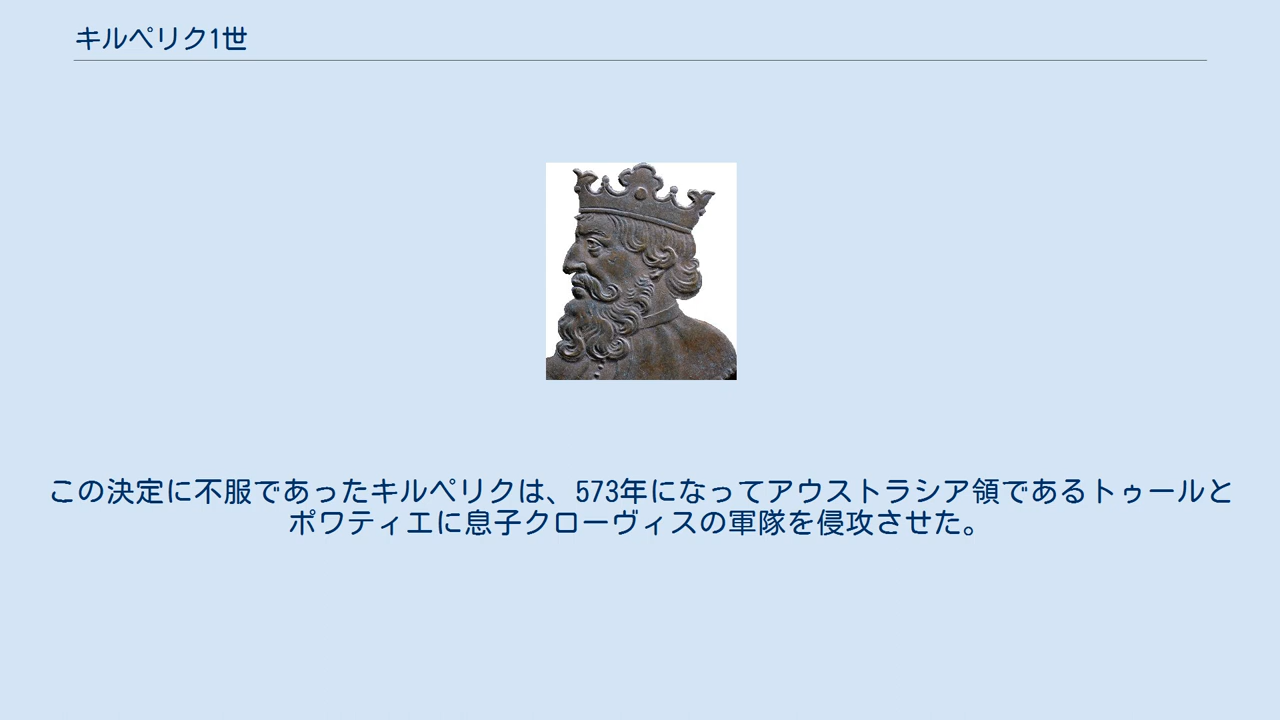 キルペリク1世
この決定に不服であったキルペリクは、573年になってアウストラシア領であるトゥールと
ポワティエに息子クローヴィスの軍隊を侵攻させた。